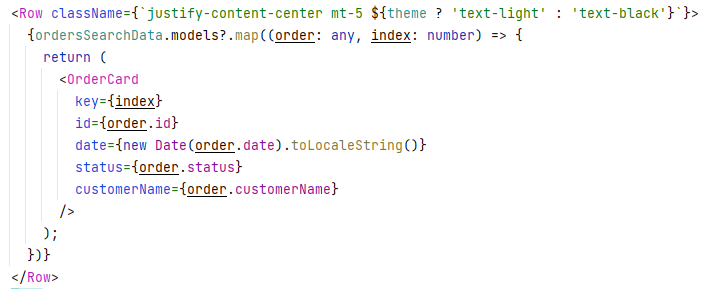 <Row className={`justify-content-center mt-5 ${theme ? 'text-light' : 'text-black'}`}>
  {ordersSearchData.models?.map((order: any, index: number) => {
    return (
      <OrderCard
        key={index}
        id={order.id}
        date={new Date(order.date).toLocaleString()}
        status={order.status}
        customerName={order.customerName}
      />
    );
  })}
</Row>